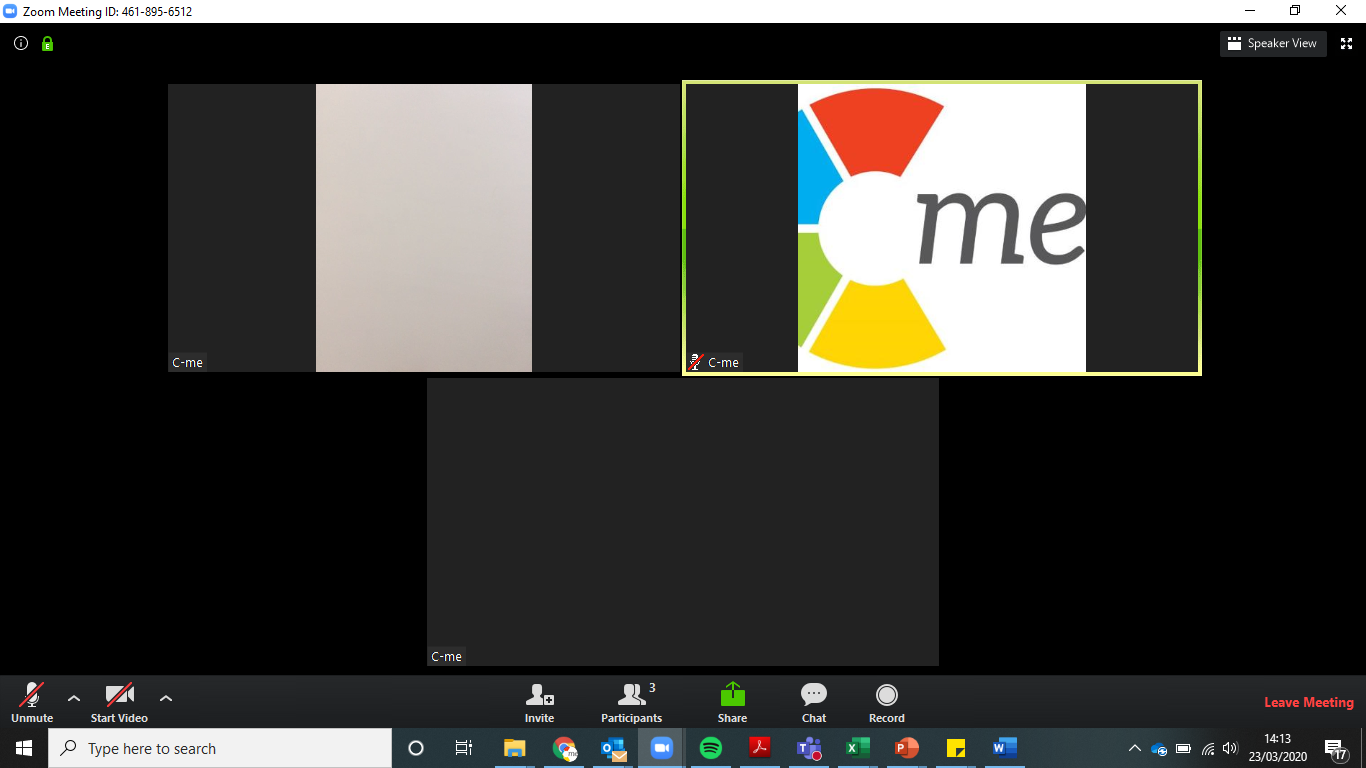 Zoom Meeting ID: 461-895-6512
Speaker View
C-me
me
C-me
C-me
3
Unmute
Start Video
Invite
Participants
Share
Chat
Record
Leave Meeting
Type here to search
14:13
23/03/2020
17